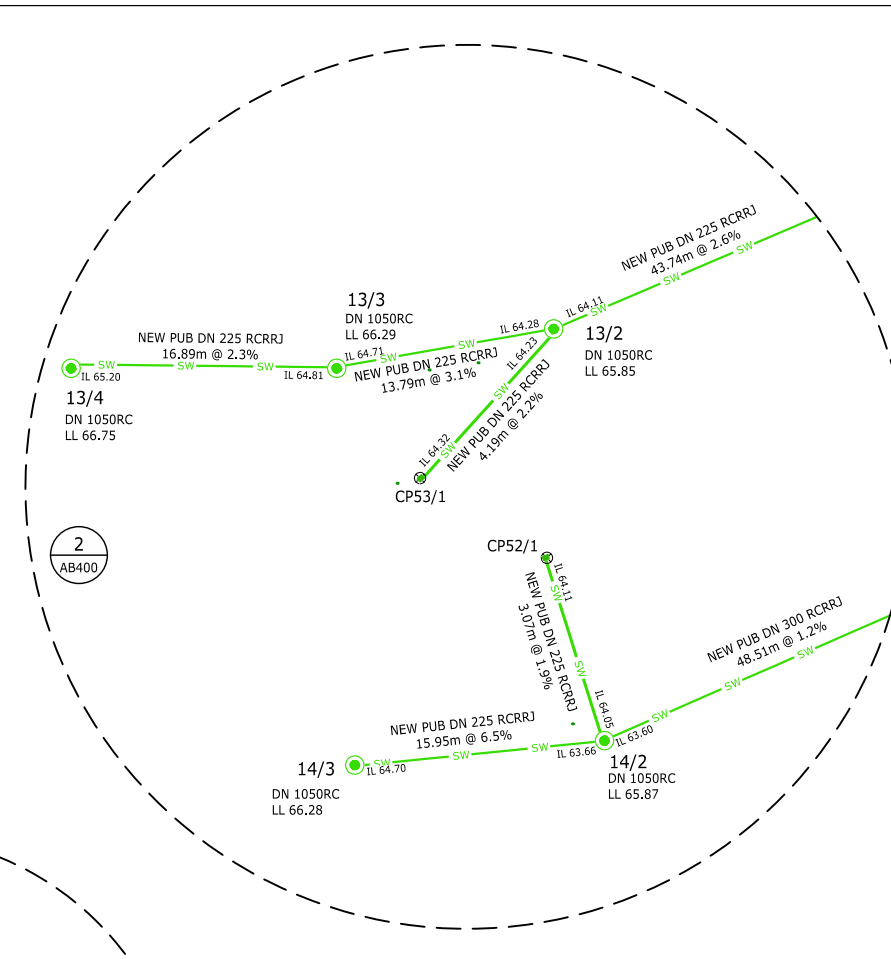 NEW PUB DN 225 RCRRJ
43.74m @ 2.6%
SW
SW
SW
IL 64.11
13/3
DN 1050RC
LL 66.29
IL 64.28
13/2
DN 1050RC
LL 65.85
NEW PUB DN 225 RCRRJ
16.89m @ 2.3%
SW
SW
SW
IL 65.20
IL 64.81
13/4
DN 1050RC
LL 66.75
IL 64.71
SW
SW
NEW PUB DN 225 RCRRJ
13.79m @ 3.1%
IL 64.23
SW
SW
NEW PUB DN 225 RCRRJ
4.19m @ 2.2%
IL 64.32
CP53/1
2
AB400
CP52/1
IL 64.11
SW
SW
NEW PUB DN 225 RCRRJ
3.07m @ 1.9%
IL 64.05
NEW PUB DN 300 RCRRJ
48.51m @ 1.2%
SW
SW
SW
IL 63.60
NEW PUB DN 225 RCRRJ
15.95m @ 6.5%
SW
SW
SW
IL 64.70
IL 63.66
14/3
DN 1050RC
LL 66.28
14/2
DN 1050RC
LL 65.87